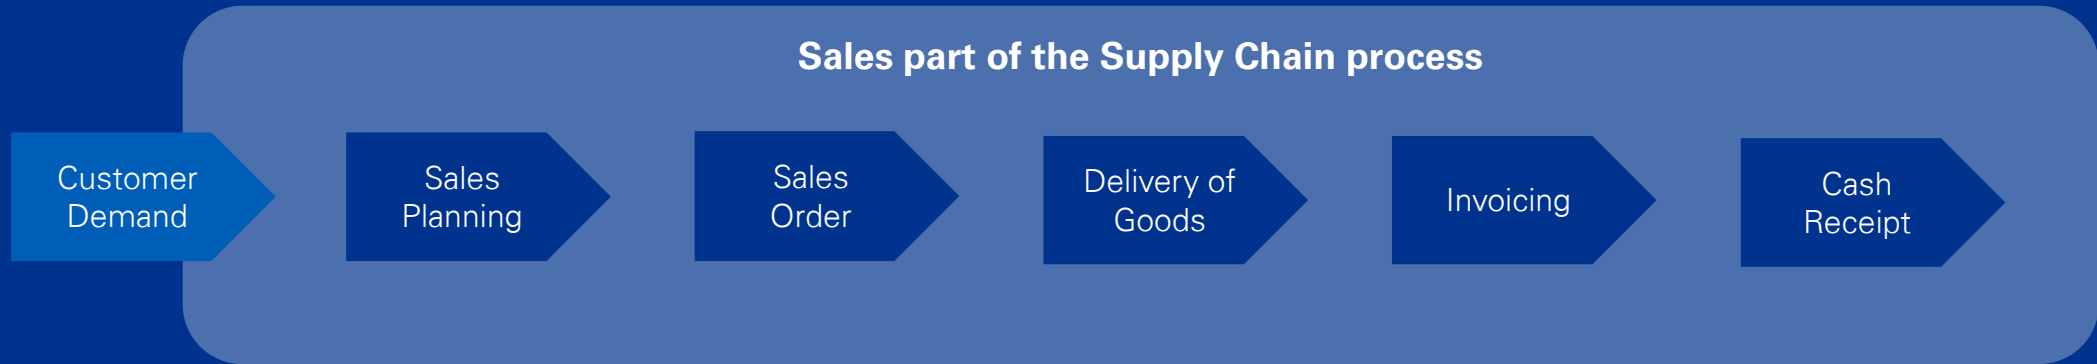 Sales part of the Supply Chain process
Customer
Demand
Sales
Planning
Sales
Order
Delivery of
Goods
Invoicing
Cash
Receipt